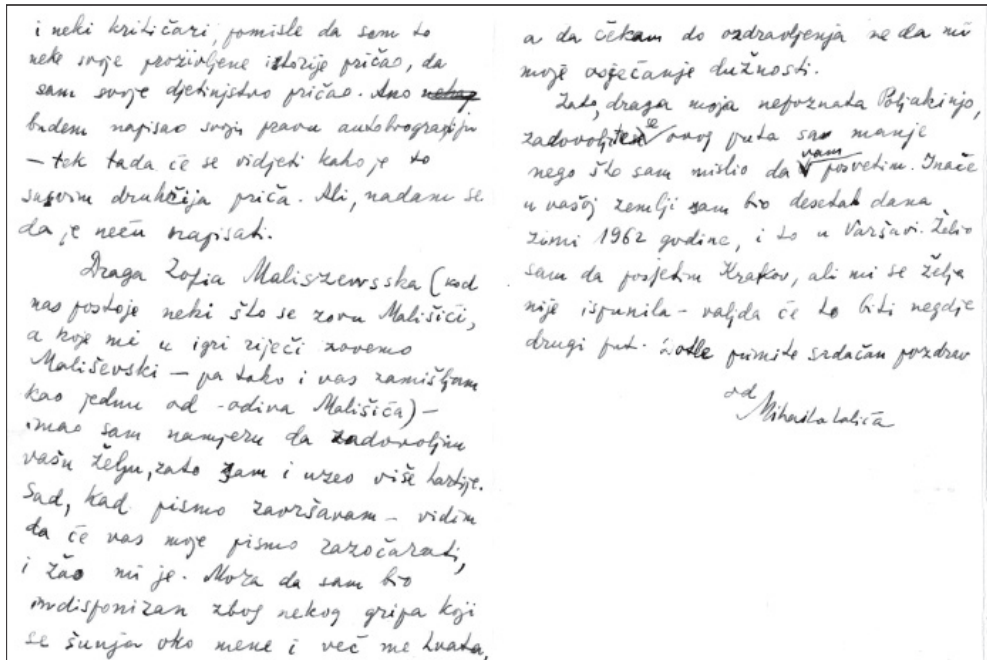 i neki kritičari, pomisle da sam to
neke svoje proživljene istorije pričao, da
sam svoje djetinjstvo pričao. Ako
budem napisao svoju pravu autobiografiju
– tek tada će se vidjeti kako je to
sasvim drukčija priča. Ali, nadam se
da je neću napisati.
Draga Zofia Maliszewsska (kod
nas postoje neki što se zovu Mališići,
a koje mi u igri riječi zovemo
Mališevski – pa tako i vas zamišljam
kao jednu od odiva Mališića) –
imao sam namjeru da zadovoljim
vašu želju, zato sam i uzeo više hartije.
Sad, kad pismo završavam – vidim
da će vas moje pismo razočarati,
i žao mi je. Možda sam bio
indisponiran zbog nekog gripa koji
se šunja oko mene i već me hvata,
a da čekam do ozdravljenja ne da mi
moje osjećanje dužnosti.
Zato, draga moja nepoznata Poljakinjo,
zadovoljite se ovog puta sa manje
nego što sam mislio da vam posvetim. Inače
u vašoj zemlji sam bio desetak dana
zimi 1962 godine, i to u Varšavi. Želio
sam da posjetim Krakov, ali mi se želja
nije ispunila – valjda će to biti negdje
drugi put. Dotle primite srdačan pozdrav
od
Mihaila Lalića